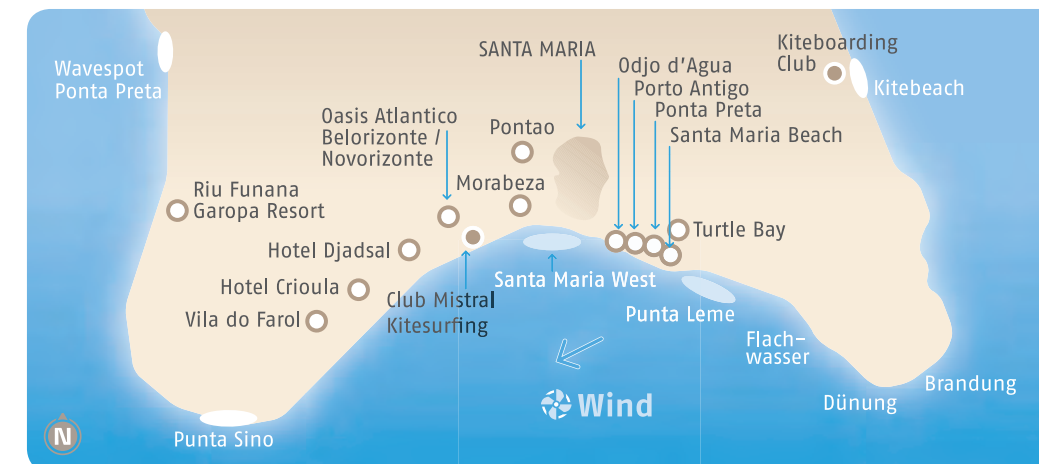 SANTA MARIA
Kiteboarding
Club
Wavespot
Ponta Preta
Odjo d'Agua
Kitebeach
Porto Antigo
Ponta Preta
Oasis Atlantico
Belorizonte /
Novorizonte
Pontao
Santa Maria Beach
Morabeza
Riu Funana
Garopa Resort
Turtle Bay
Hotel Djadsal
Santa Maria West
Hotel Crioula
Club Mistral
Kitesurfing
Vila do Farol
Punta Leme
Flach-
wasser
Brandung
Dünung
Wind
Punta Sino
N